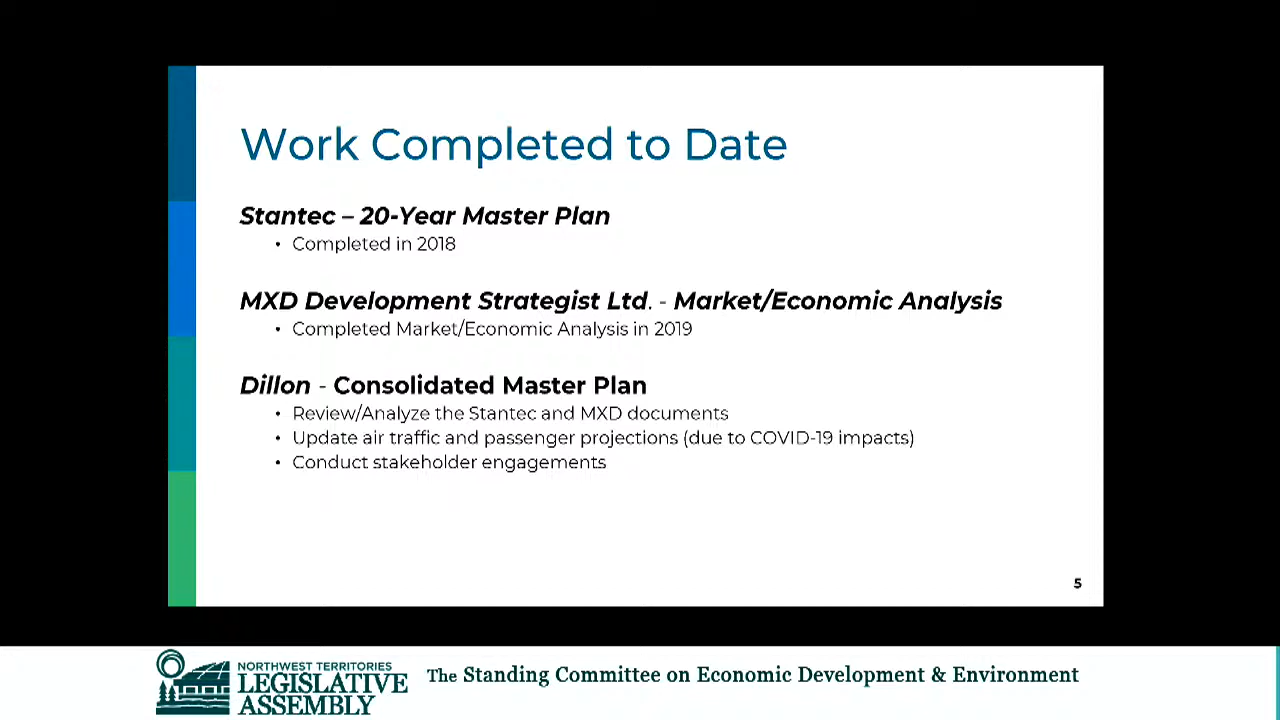 Work Completed to Date
Stantec – 20-Year Master Plan
• Completed in 2018
MXD Development Strategist Ltd. - Market/Economic Analysis
• Completed Market/Economic Analysis in 2019
Dillon - Consolidated Master Plan
• Review/Analyze the Stantec and MXD documents
• Update air traffic and passenger projections (due to COVID-19 impacts)
• Conduct stakeholder engagements
5
NORTHWEST TERRITORIES
LEGISLATIVE
ASSEMBLY
The Standing Committee on Economic Development & Environment